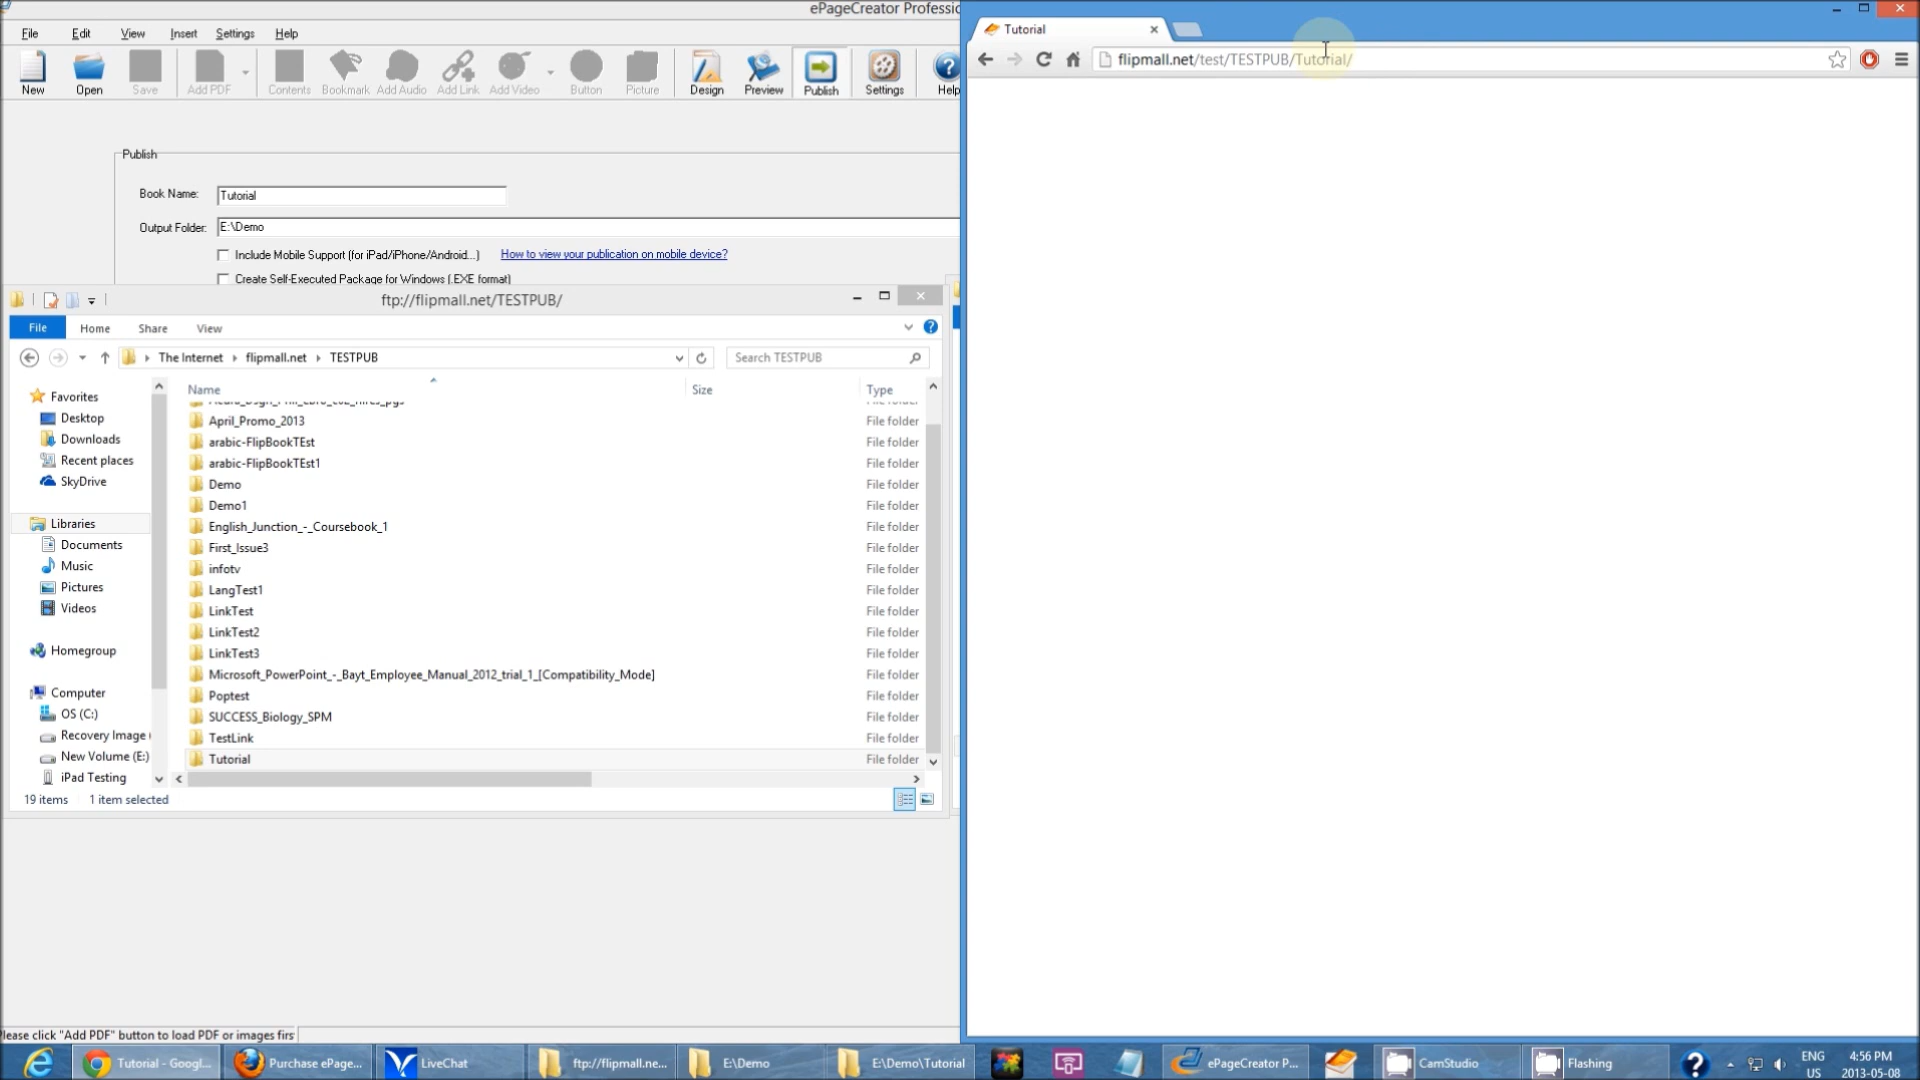 ePageCreator Professio
File Edit View Insert Settings Help
New Open Save Add PDF Contents Bookmark Add Audio Add Link Add Video Button Picture Design Preview Publish Settings Help
Publish
Book Name: Tutorial
Output Folder: E:\Demo
Include Mobile Support (for iPad/iPhone/Android...) How to view your publication on mobile device?
Create Self-Executed Package for Windows (.EXE format)
ftp://flipmall.net/TESTPUB/
File Home Share View
The Internet flipmall.net TESTPUB
Search TESTPUB
Favorites
Desktop
Downloads
Recent places
SkyDrive
Libraries
Documents
Music
Pictures
Videos
Homegroup
Computer
OS (C:)
Recovery Image (
New Volume (E:)
iPad Testing
Name Size Type
April_Promo_2013 File folder
arabic-FlipBookTEst File folder
arabic-FlipBookTEst1 File folder
Demo File folder
Demo1 File folder
English_Junction_-_Coursebook_1 File folder
First_Issue3 File folder
infotv File folder
LangTest1 File folder
LinkTest File folder
LinkTest2 File folder
LinkTest3 File folder
Microsoft_PowerPoint_-_Bayt_Employee_Manual_2012_trial_1_[Compatibility_Mode] File folder
Poptest File folder
SUCCESS_Biology_SPM File folder
TestLink File folder
Tutorial File folder
19 items 1 item selected
Please click "Add PDF" button to load PDF or images firs
Tutorial
flipmall.net/test/TESTPUB/Tutorial/
Tutorial - Googl...
Purchase ePage...
LiveChat
ftp://flipmall.ne...
E:\Demo
E:\Demo\Tutorial
ePageCreator P...
CamStudio
Flashing
ENG
US
4:56 PM
2013-05-08